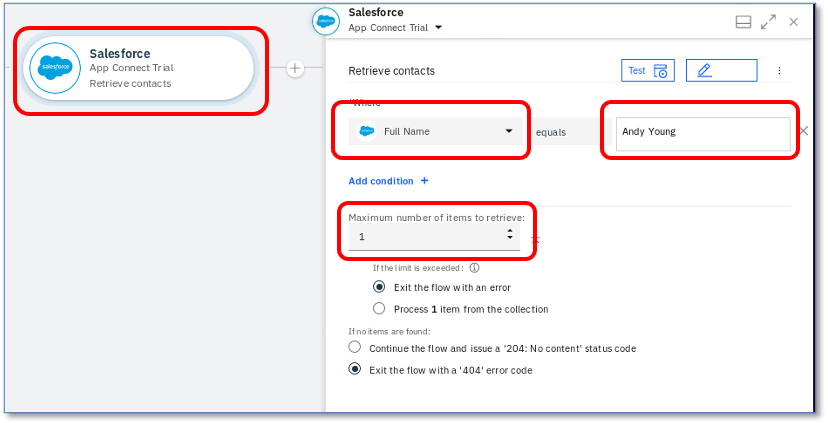 Salesforce
App Connect Trial
Retrieve contacts
salesforce
Salesforce
App Connect Trial
Retrieve contacts
Test
Where
Full Name
equals
Andy Young
Add condition +
Maximum number of items to retrieve:
1
If the limit is exceeded:
Exit the flow with an error
Process 1 item from the collection
If no items are found:
Continue the flow and issue a '204: No content' status code
Exit the flow with a '404' error code